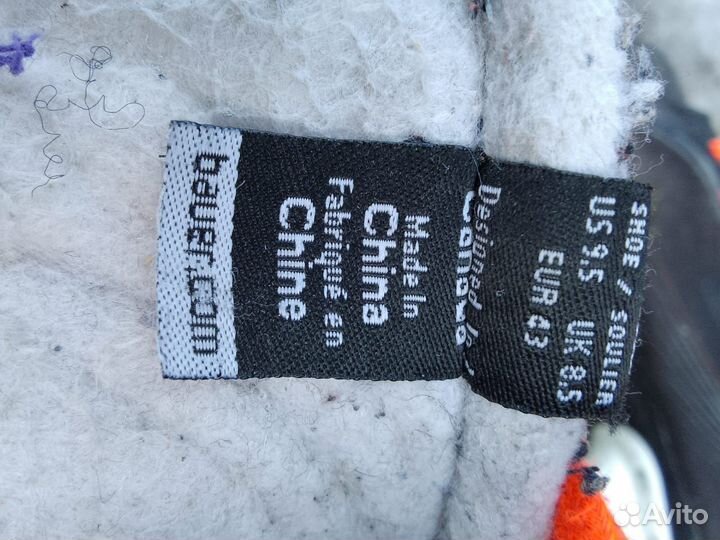 SHOE / SOULIER
US 9.5 UK 8.5
EUR 43
Designed In
Canada
Made In
China
Fabriqué en
Chine
bauer.com
Avito